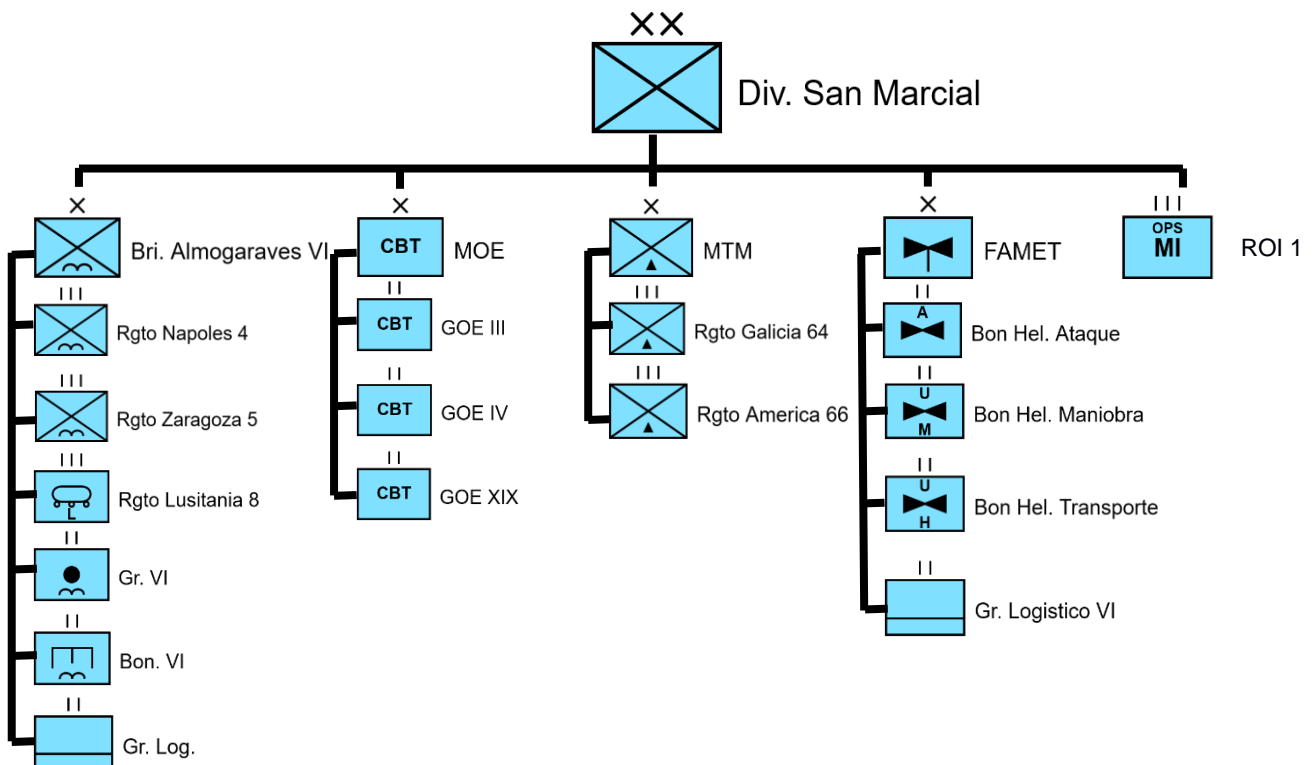 XX
Div. San Marcial
X
Bri. Almogaraves VI
III
Rgto Napoles 4
III
Rgto Zaragoza 5
III
L
Rgto Lusitania 8
II
Gr. VI
II
Bon. VI
II
Gr. Log.
X
CBT
MOE
II
CBT
GOE III
II
CBT
GOE IV
II
CBT
GOE XIX
X
MTM
III
Rgto Galicia 64
III
Rgto America 66
X
FAMET
II
A
Bon Hel. Ataque
II
U
M
Bon Hel. Maniobra
II
U
H
Bon Hel. Transporte
II
Gr. Logistico VI
III
OPS
MI
ROI 1